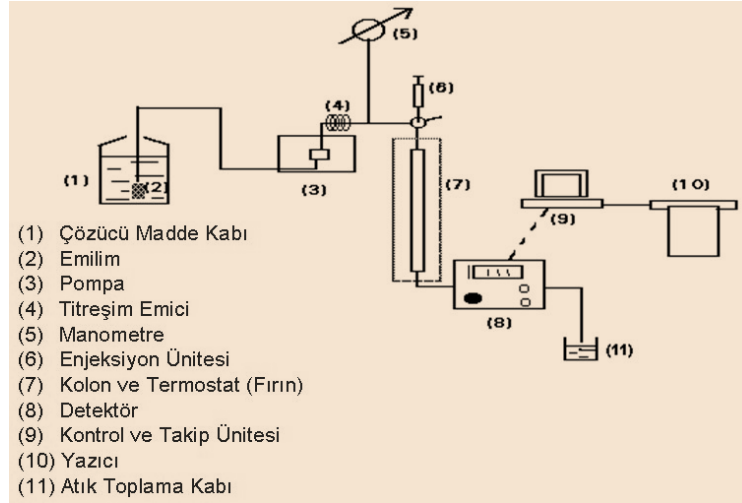 (5)
(6)
(4)
(1)
(2)
(3)
(7)
(10)
(9)
(8)
(11)
(1) Çözücü Madde Kabı
(2) Emilim
(3) Pompa
(4) Titreşim Emici
(5) Manometre
(6) Enjeksiyon Ünitesi
(7) Kolon ve Termostat (Fırın)
(8) Detektör
(9) Kontrol ve Takip Ünitesi
(10) Yazıcı
(11) Atık Toplama Kabı